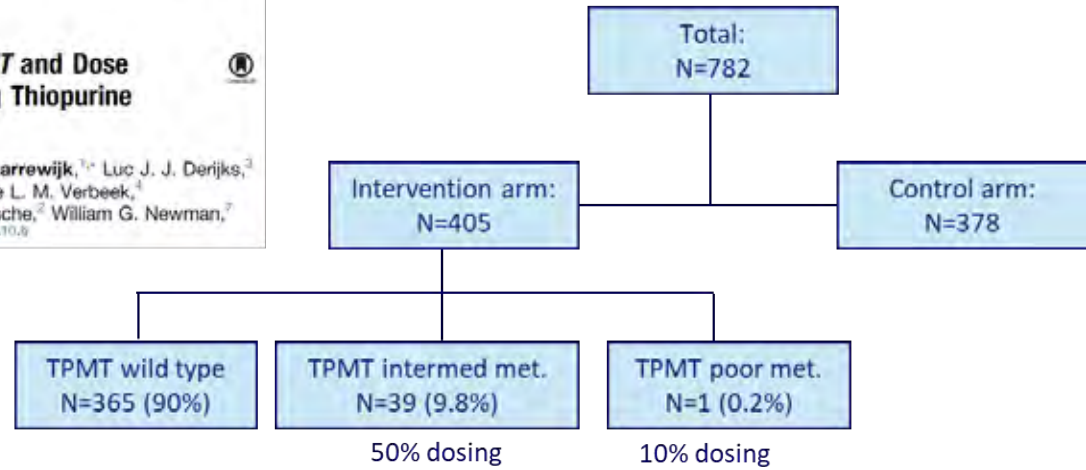 T and Dose
Thiopurine
arrewijk, Luc J. J. Derijks,
L. M. Verbeek,
sche, William G. Newman,
Total:
N=782
Intervention arm:
N=405
Control arm:
N=378
TPMT wild type
N=365 (90%)
TPMT intermed met.
N=39 (9.8%)
TPMT poor met.
N=1 (0.2%)
50% dosing
10% dosing